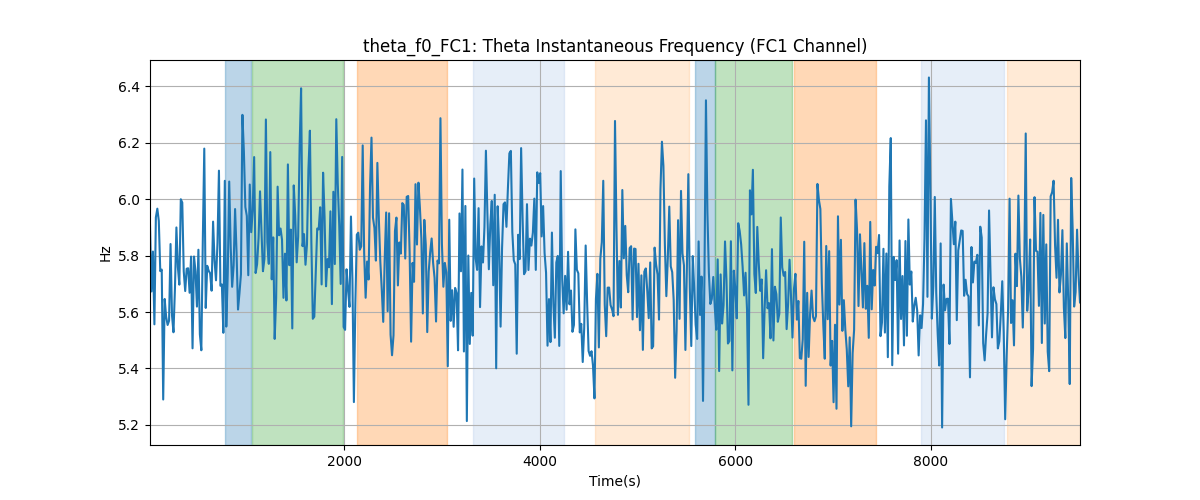 theta_f0_FC1: Theta Instantaneous Frequency (FC1 Channel)
6.4
6.2
6.0
5.8
5.6
5.4
5.2
Hz
2000 4000 6000 8000
Time(s)